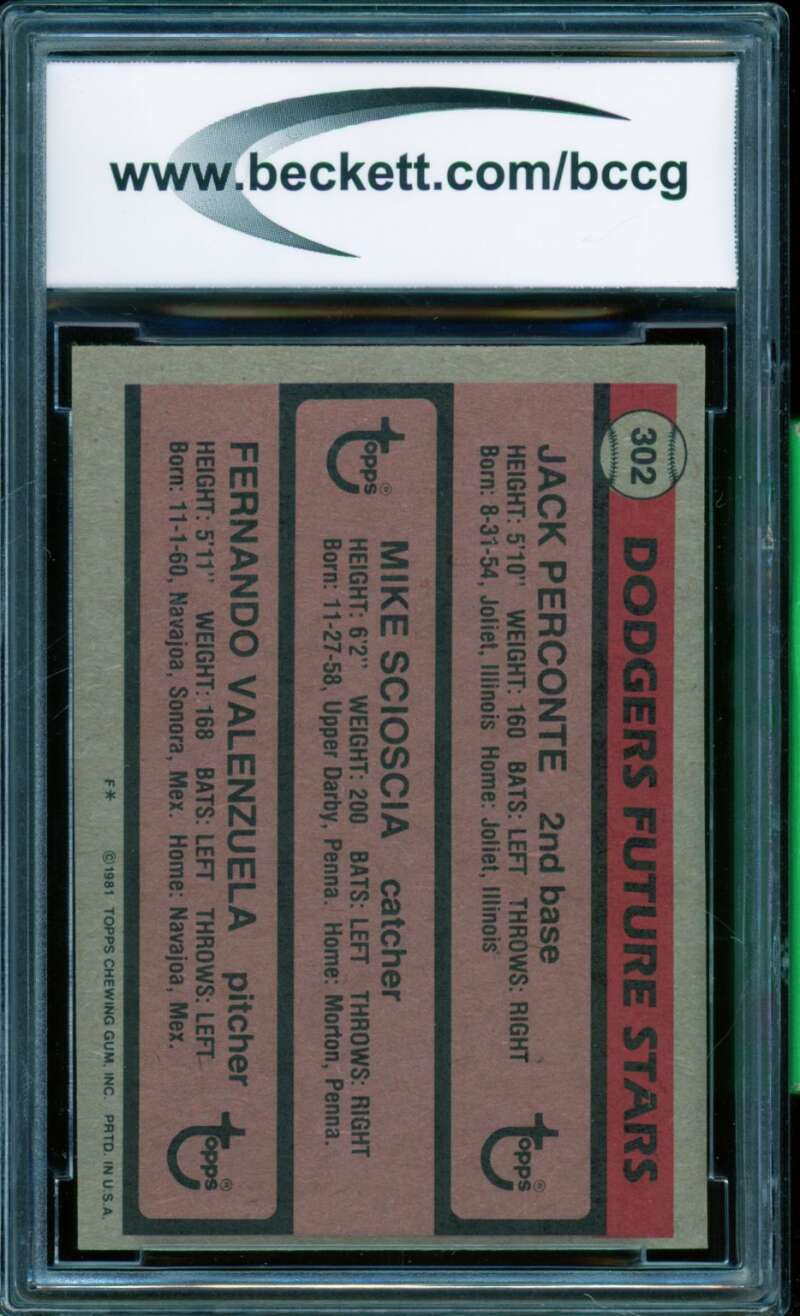 www.beckett.com/bccg
302
DODGERS FUTURE STARS
JACK PERCONTE 2nd base
HEIGHT: 5'10" WEIGHT: 160 BATS: LEFT THROWS: RIGHT
Born: 8-31-54, Joliet, Illinois Home: Joliet, Illinois
topps®
topps®
MIKE SCIOSCIA catcher
HEIGHT: 6'2" WEIGHT: 200 BATS: LEFT THROWS: RIGHT
Born: 11-27-58, Upper Darby, Penna. Home: Morton, Penna.
FERNANDO VALENZUELA pitcher
HEIGHT: 5'11" WEIGHT: 168 BATS: LEFT THROWS: LEFT
Born: 11-1-60, Navajoa, Sonora, Mex. Home: Navajoa, Mex.
topps®
F* ©1981 TOPPS CHEWING GUM, INC. PRTD. IN U.S.A.